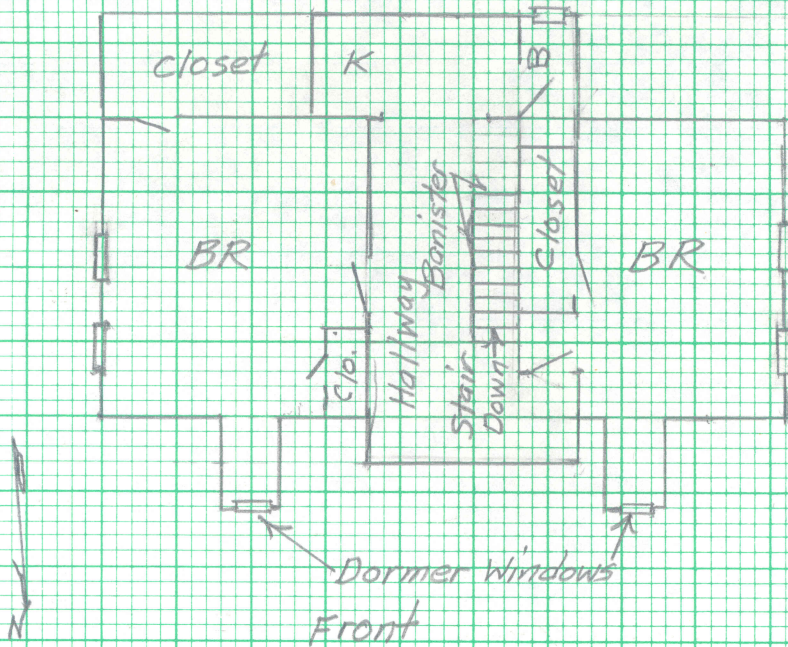 closet
K
B
BR
Banister
Closet
BR
Hallway
Clo.
Stair
Down
Dormer Windows
Front
N